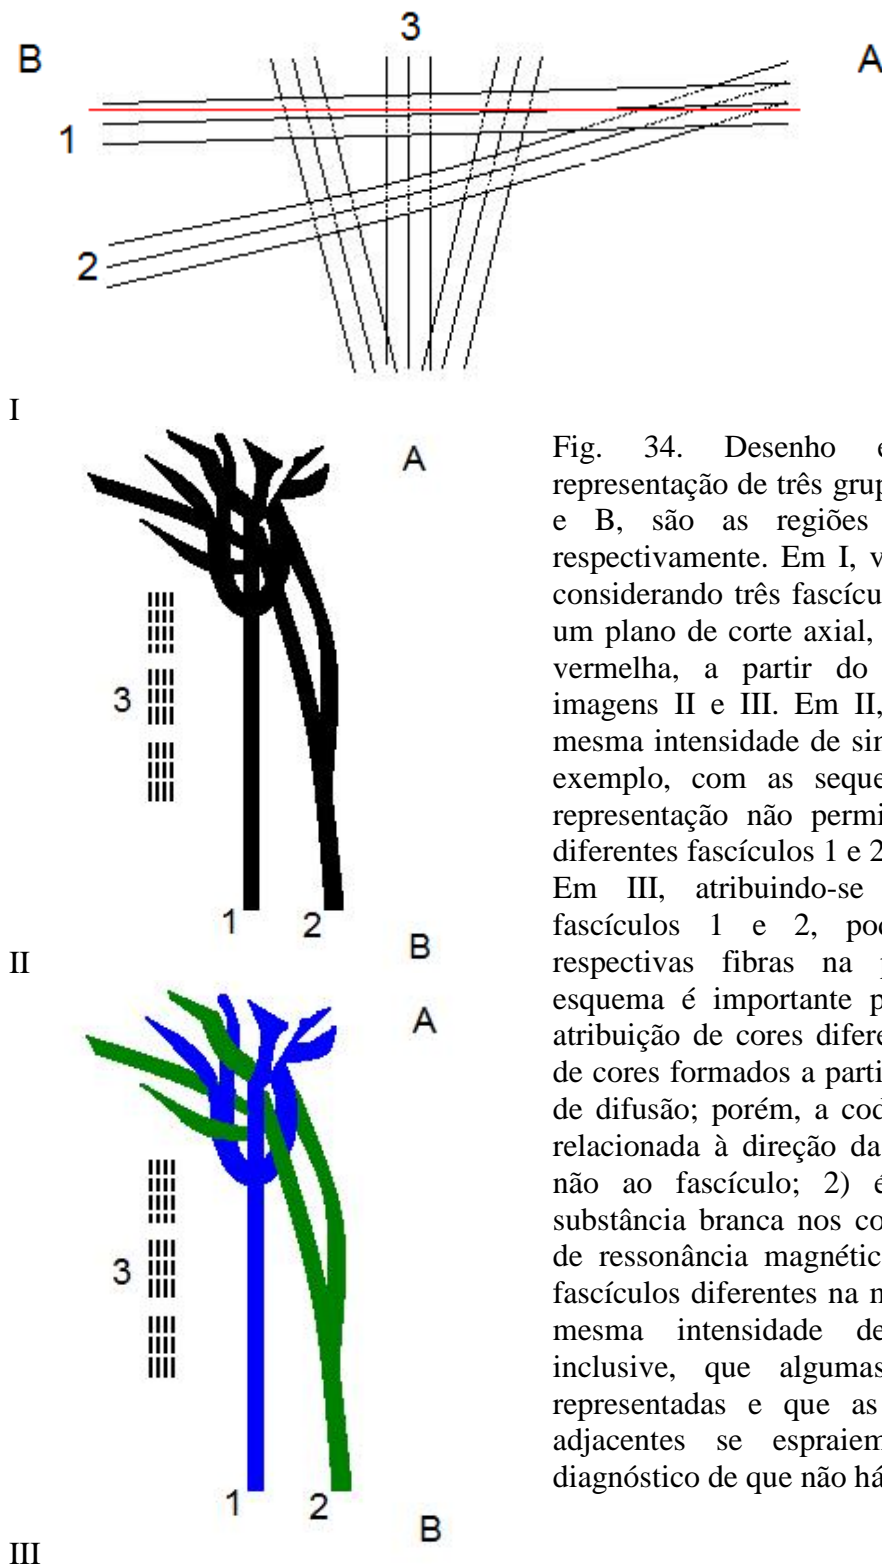 3
B
A
1
2
I
A
3
1
2
B
II
A
3
1
2
B
III
Fig. 34. Desenho e
representação de três grup
e B, são as regiões
respectivamente. Em I, v
considerando três fascícu
um plano de corte axial,
vermelha, a partir do
imagens II e III. Em II,
mesma intensidade de sin
exemplo, com as seque
representação não permi
diferentes fascículos 1 e 2
Em III, atribuindo-se
fascículos 1 e 2, poc
respectivas fibras na p
esquema é importante p
atribuição de cores difere
de cores formados a parti
de difusão; porém, a cod
relacionada à direção da
não ao fascículo; 2) é
substância branca nos co
de ressonância magnétic
fascículos diferentes na n
mesma intensidade de
inclusive, que algumas
representadas e que as
adjacentes se espraiem
diagnóstico de que não há